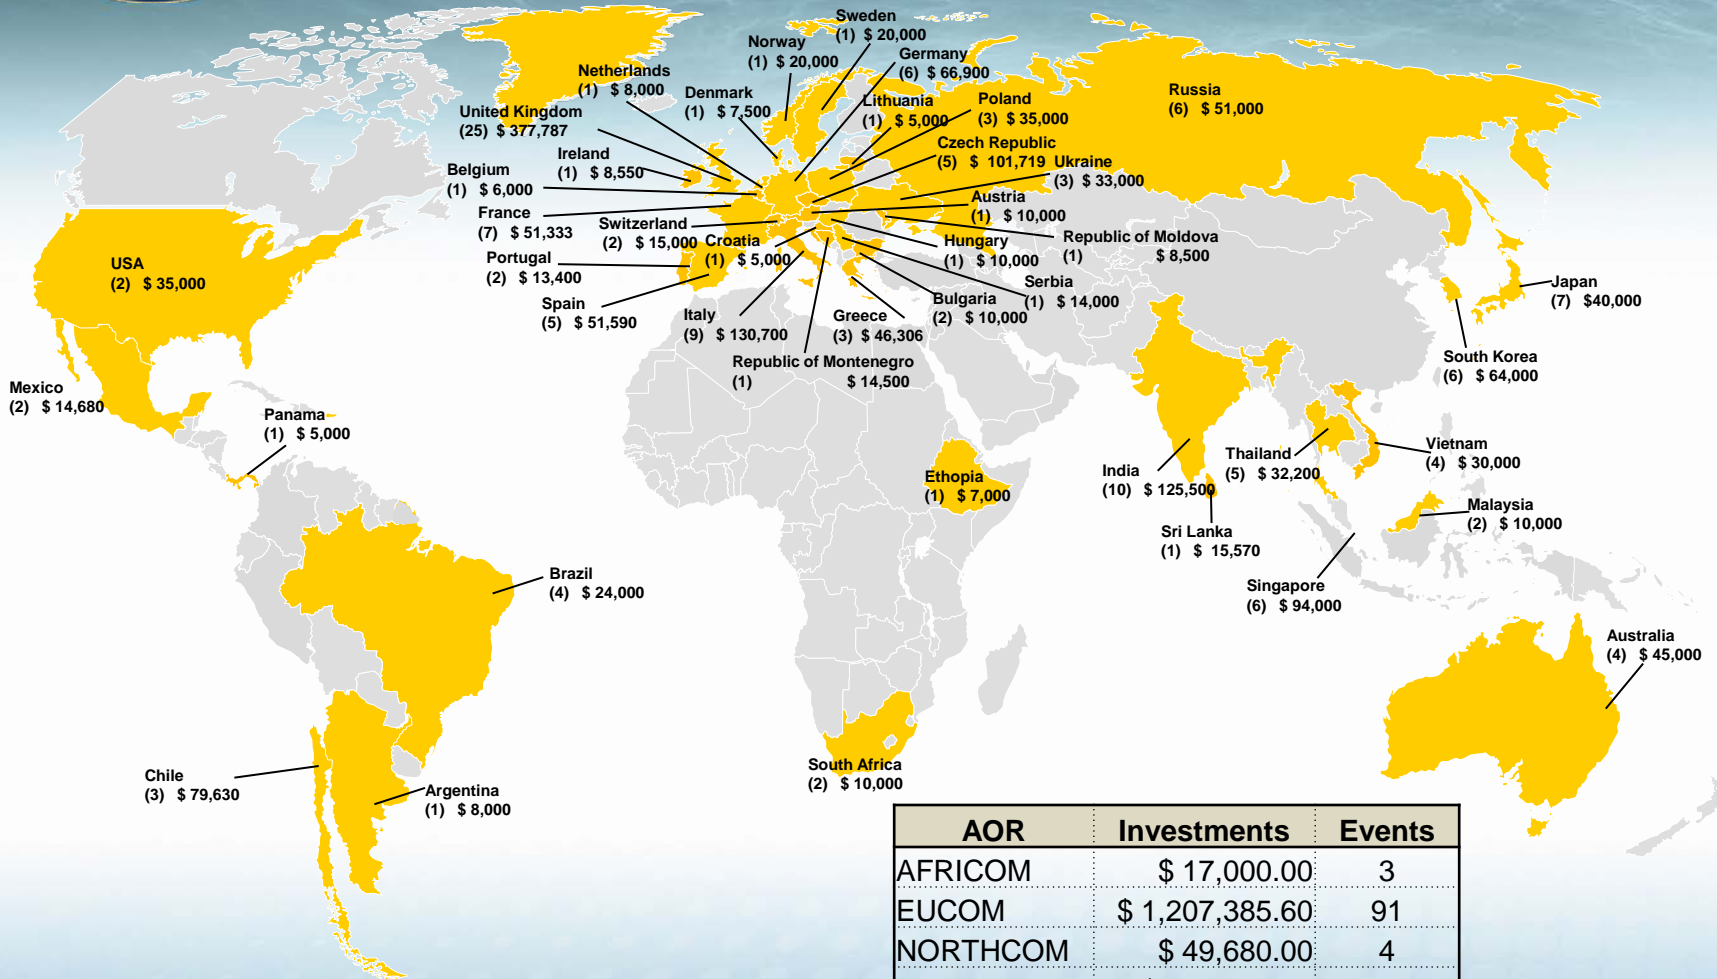 Sweden
(1) $ 20,000
Norway
(1) $ 20,000
Germany
(6) $ 66,900
Netherlands
(1) $ 8,000
Denmark
(1) $ 7,500
Lithuania
(1) $ 5,000
Poland
(3) $ 35,000
Russia
(6) $ 51,000
United Kingdom
(25) $ 377,787
Czech Republic
(5) $ 101,719
Ireland
(1) $ 8,550
Ukraine
(3) $ 33,000
Belgium
(1) $ 6,000
Austria
(1) $ 10,000
France
(7) $ 51,333
Switzerland
(2) $ 15,000
Croatia
(1) $ 5,000
Hungary
(1) $ 10,000
Republic of Moldova
(1) $ 8,500
Portugal
(2) $ 13,400
USA
(2) $ 35,000
Serbia
(1) $ 14,000
Japan
(7) $40,000
Spain
(5) $ 51,590
Italy
(9) $ 130,700
Greece
(3) $ 46,306
Bulgaria
(2) $ 10,000
Republic of Montenegro
(1) $ 14,500
South Korea
(6) $ 64,000
Mexico
(2) $ 14,680
Panama
(1) $ 5,000
Ethopia
(1) $ 7,000
India
(10) $ 125,500
Thailand
(5) $ 32,200
Vietnam
(4) $ 30,000
Malaysia
(2) $ 10,000
Sri Lanka
(1) $ 15,570
Singapore
(6) $ 94,000
Brazil
(4) $ 24,000
Australia
(4) $ 45,000
South Africa
(2) $ 10,000
Chile
(3) $ 79,630
Argentina
(1) $ 8,000
AOR Investments Events
AFRICOM $ 17,000.00 3
EUCOM $ 1,207,385.60 91
NORTHCOM $ 49,680.00 4